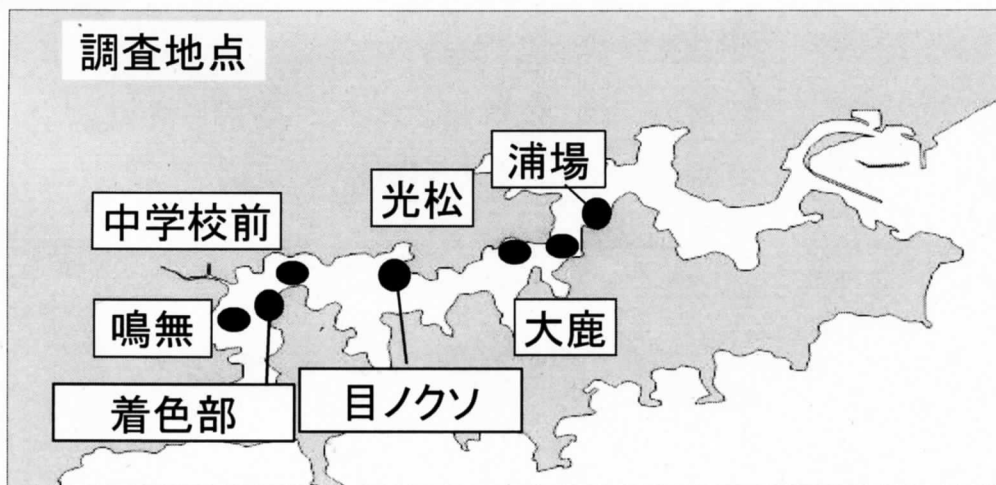 調査地点
浦場
光松
中学校前
大鹿
鳴無
目ノクソ
着色部